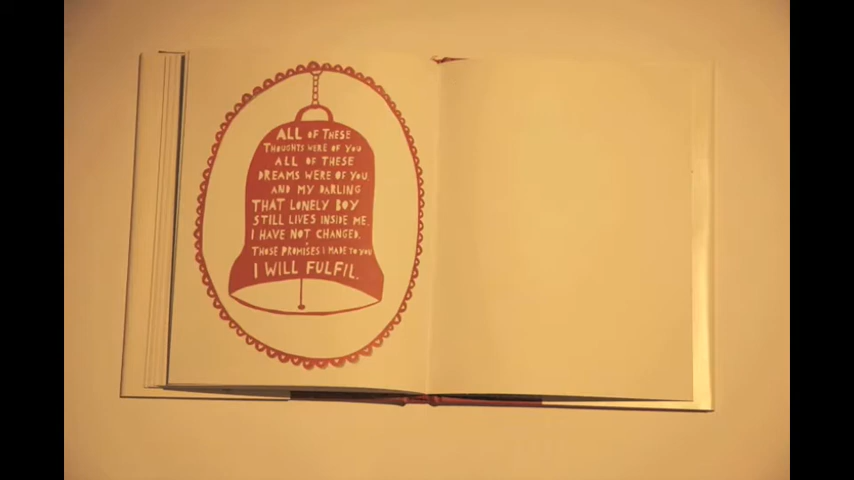 ALL OF THESE
THOUGHTS WERE OF YOU
ALL OF THESE
DREAMS WERE OF YOU.
AND MY DARLING
THAT LONELY BOY
STILL LIVES INSIDE ME.
I HAVE NOT CHANGED.
THOSE PROMISES I MADE TO YOU
I WILL FULFIL.